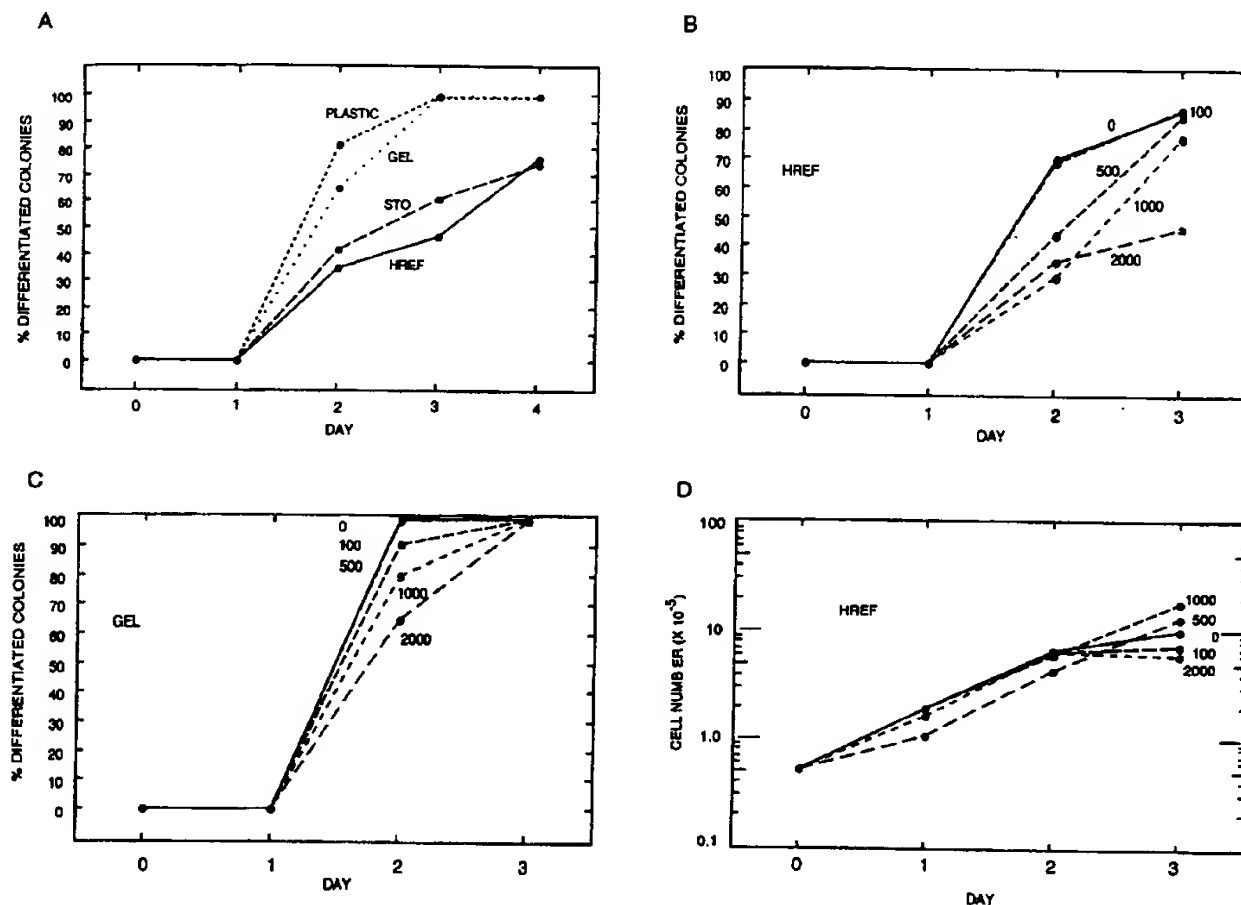 A
% DIFFERENTIATED COLONIES
100
90
80
70
60
50
40
30
20
10
0
PLASTIC
GEL
STO
HREF
0 1 2 3 4
DAY
B
% DIFFERENTIATED COLONIES
100
90
80
70
60
50
40
30
20
10
0
HREF
0
100
500
1000
2000
0 1 2 3
DAY
C
% DIFFERENTIATED COLONIES
100
90
80
70
60
50
40
30
20
10
0
GEL
0
100
500
1000
2000
0 1 2 3
DAY
D
CELL NUMB ER (X 10⁻⁵)
100
10
1.0
0.1
HREF
1000
500
0
100
2000
0 1 2 3
DAY